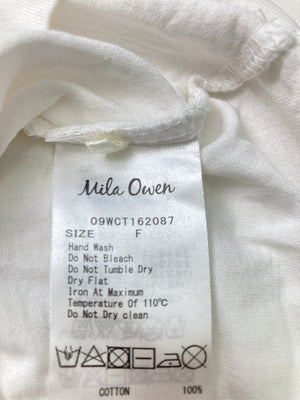 Mila Owen
09WCT162087
SIZE F
Hand Wash
Do Not Bleach
Do Not Tumble Dry
Dry Flat
Iron At Maximum
Temperature Of 110℃
Do Not Dry clean
COTTON 100%